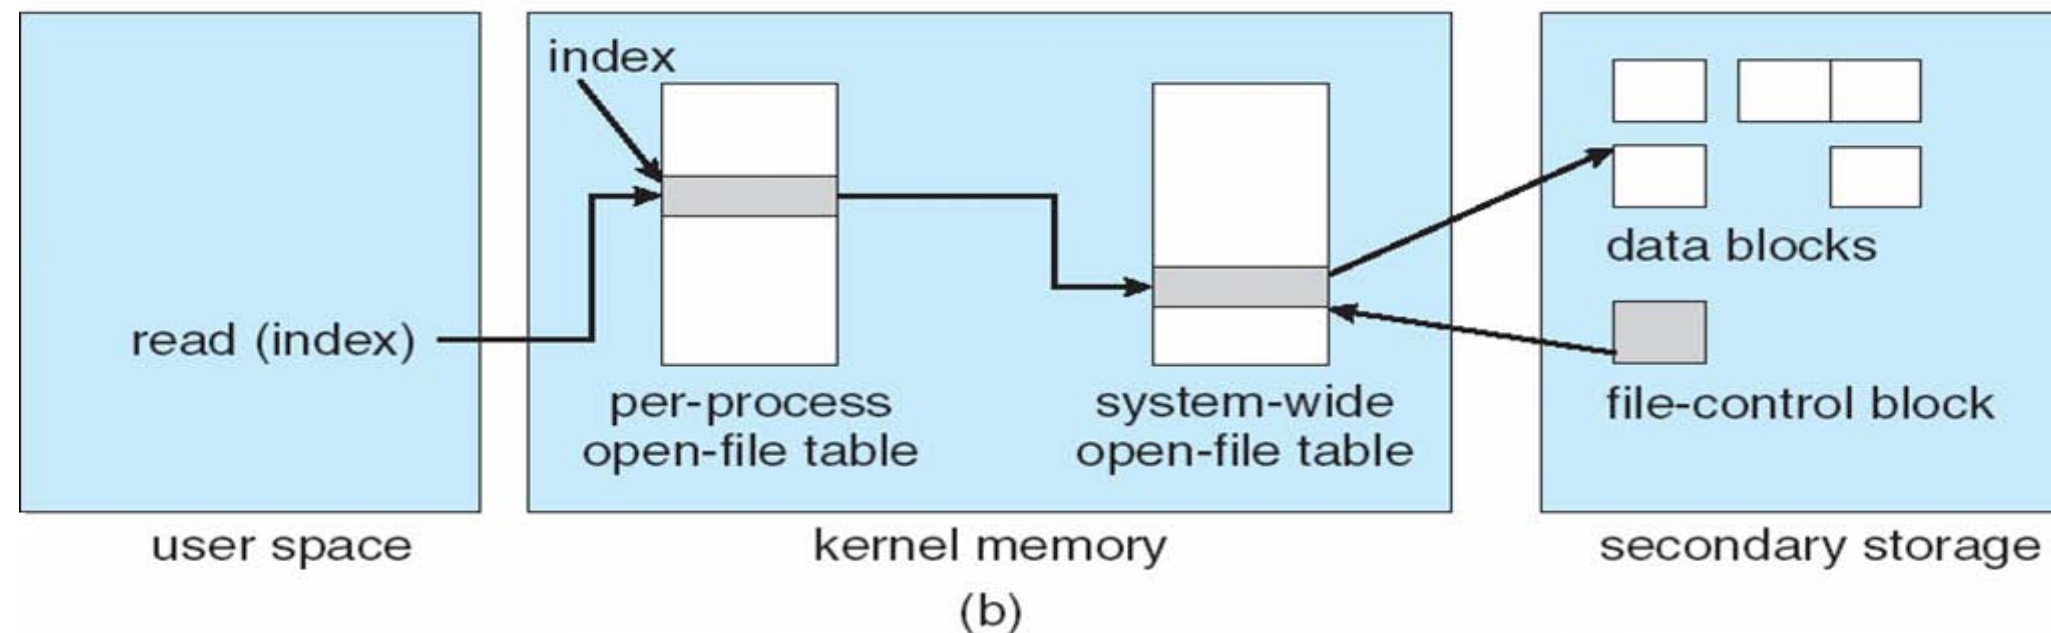 index
read (index)
per-process
open-file table
system-wide
open-file table
data blocks
file-control block
user space
kernel memory
secondary storage
(b)